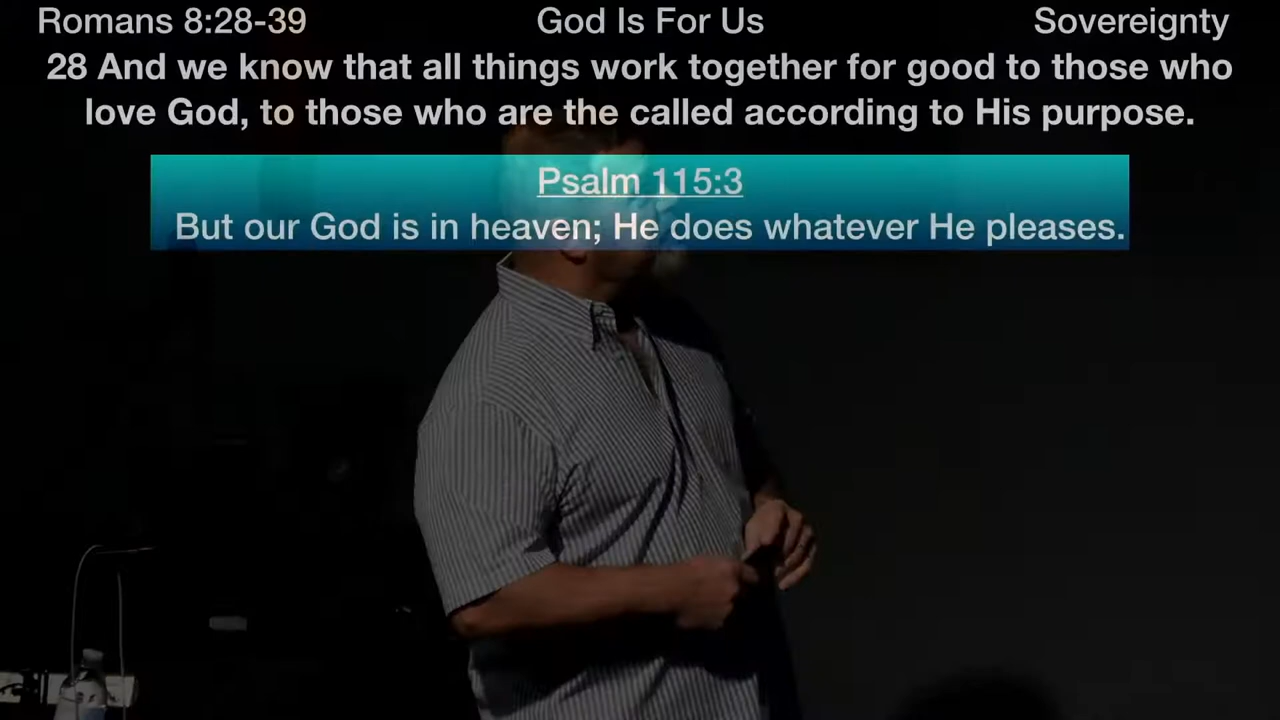 Romans 8:28-39 God Is For Us Sovereignty
28 And we know that all things work together for good to those who
love God, to those who are the called according to His purpose.
Psalm 115:3
But our God is in heaven; He does whatever He pleases.